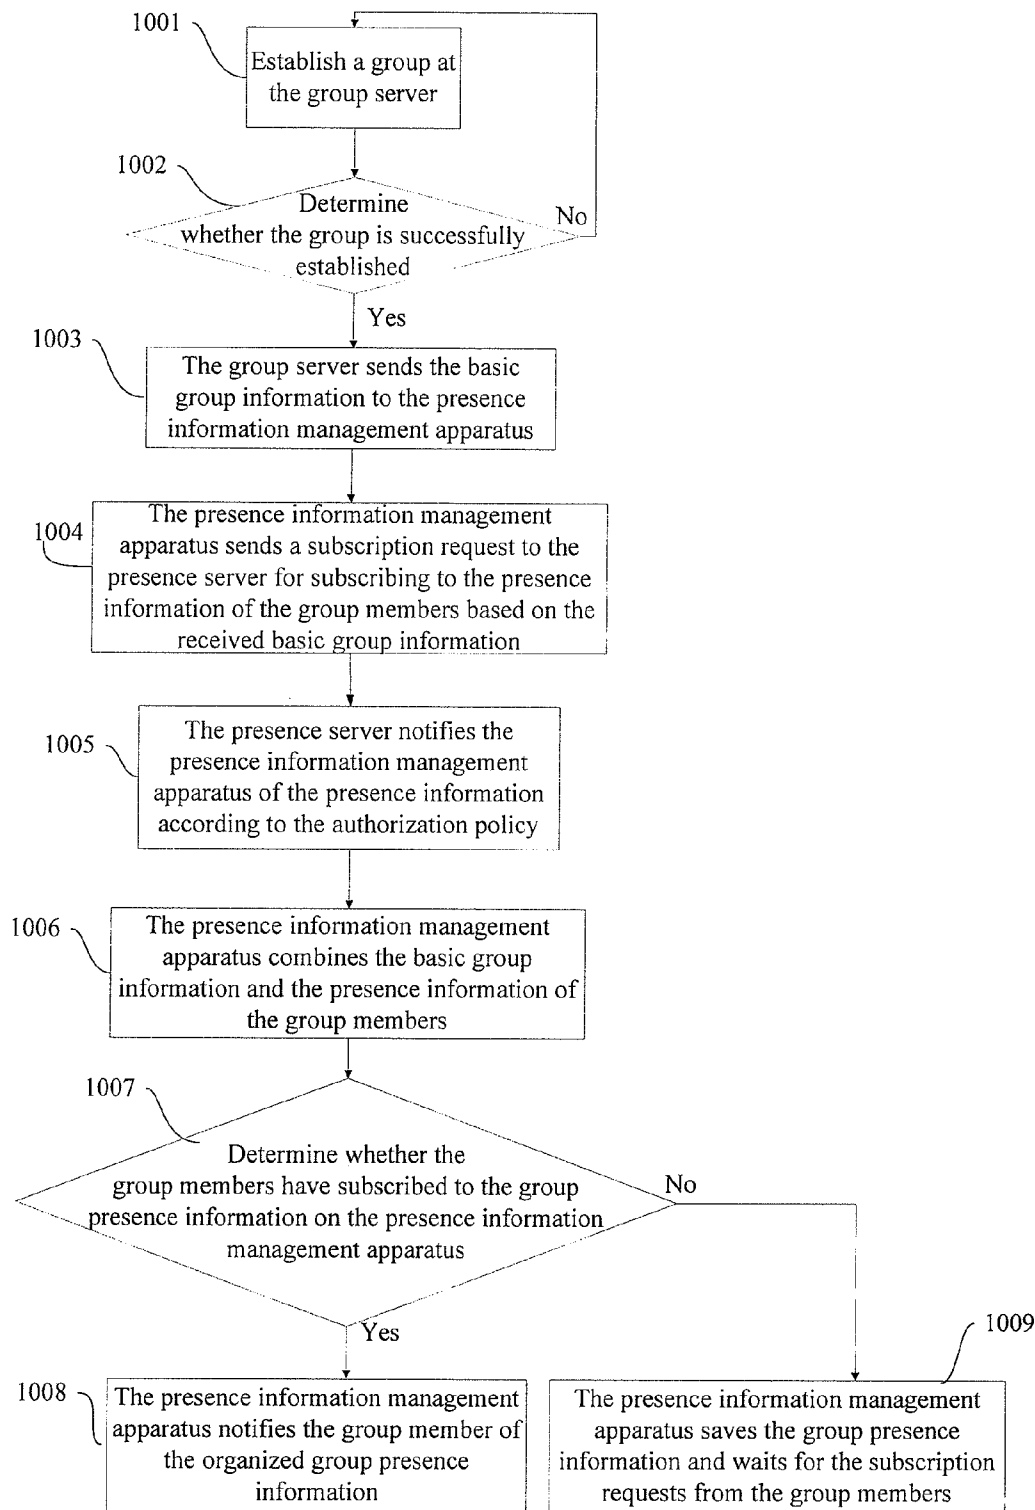 1001
Establish a group at
the group server
1002
Determine
whether the group is successfully
established
No
Yes
1003
The group server sends the basic
group information to the presence
information management apparatus
1004
The presence information management
apparatus sends a subscription request to the
presence server for subscribing to the presence
information of the group members based on the
received basic group information
1005
The presence server notifies the
presence information management
apparatus of the presence information
according to the authorization policy
1006
The presence information management
apparatus combines the basic group
information and the presence information of
the group members
1007
Determine whether the
group members have subscribed to the group
presence information on the presence information
management apparatus
No
Yes
1008
The presence information management
apparatus notifies the group member of
the organized group presence
information
1009
The presence information management
apparatus saves the group presence
information and waits for the subscription
requests from the group members